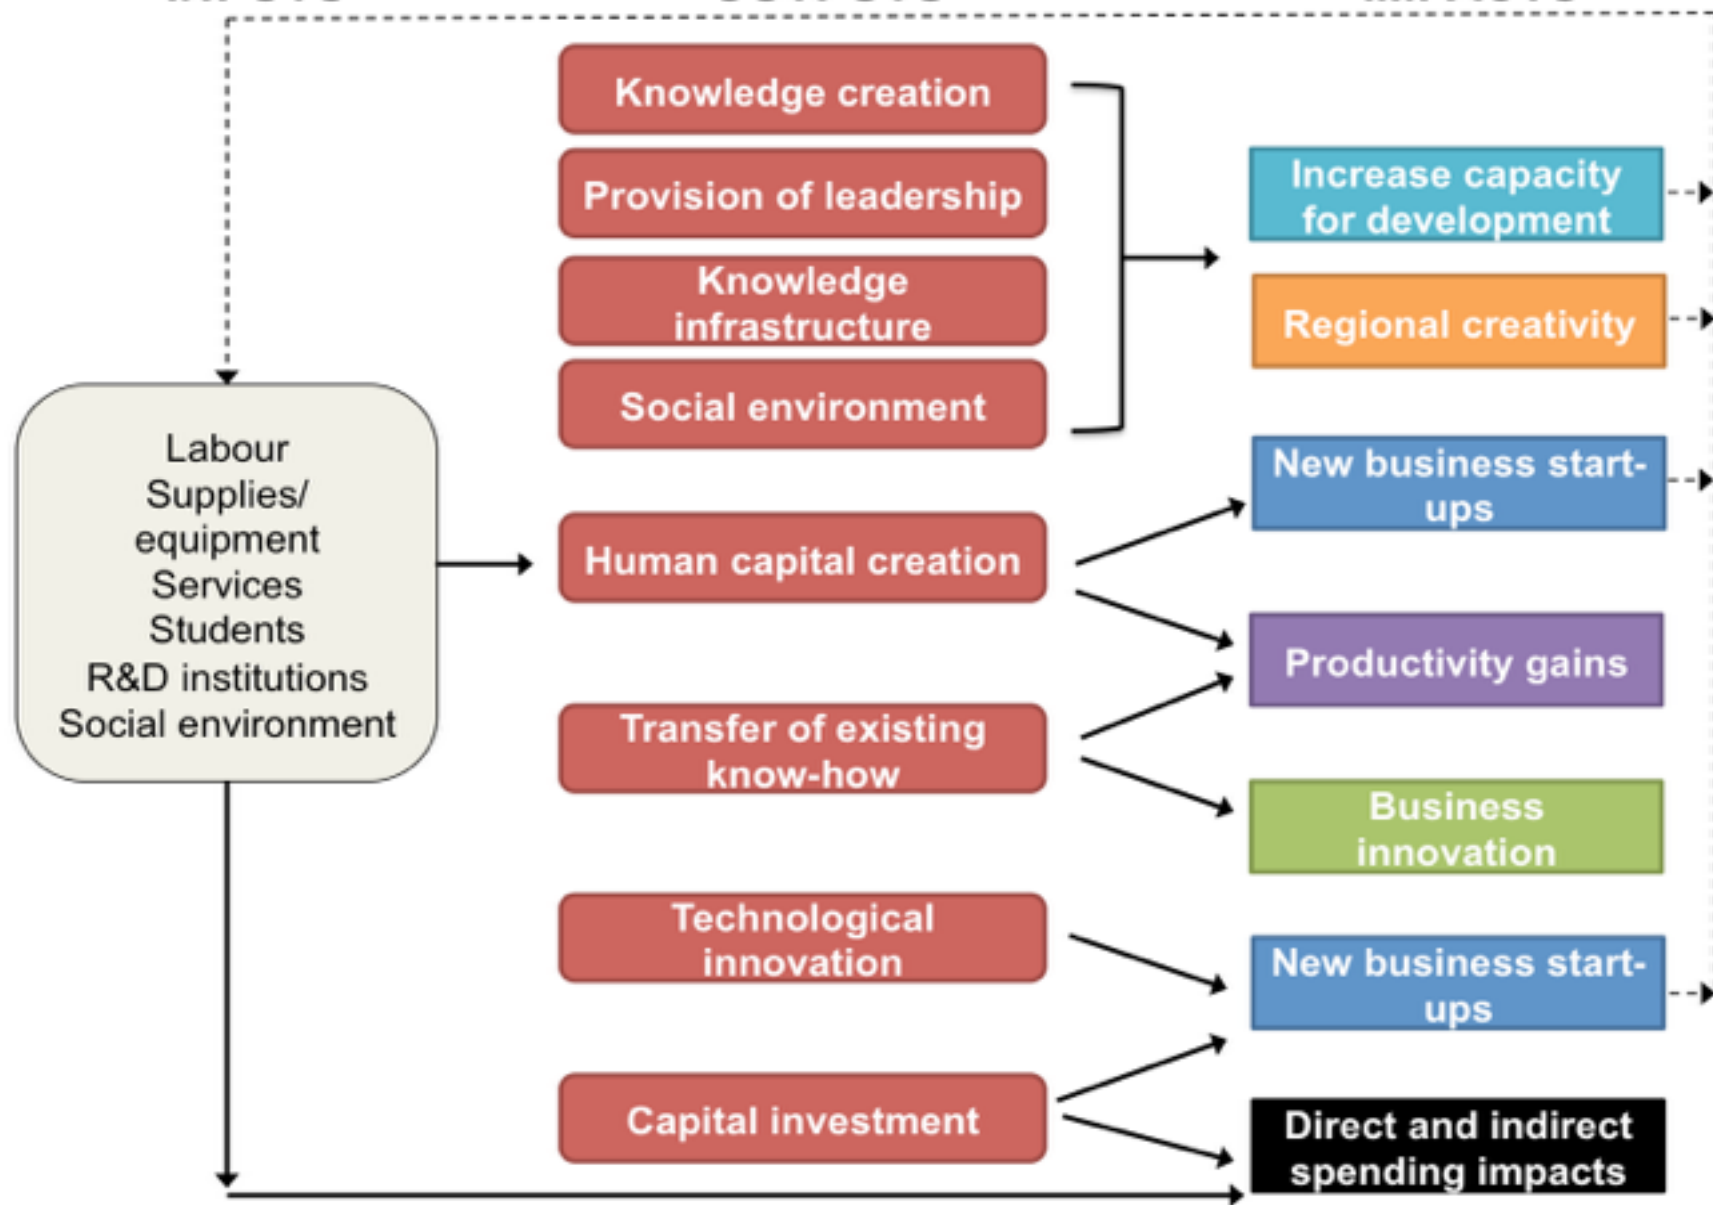 Knowledge creation
Provision of leadership
Knowledge
infrastructure
Social environment
Human capital creation
Transfer of existing
know-how
Technological
innovation
Capital investment
Labour
Supplies/
equipment
Services
Students
R&D institutions
Social environment
Increase capacity
for development
Regional creativity
New business start-
ups
Productivity gains
Business
innovation
New business start-
ups
Direct and indirect
spending impacts